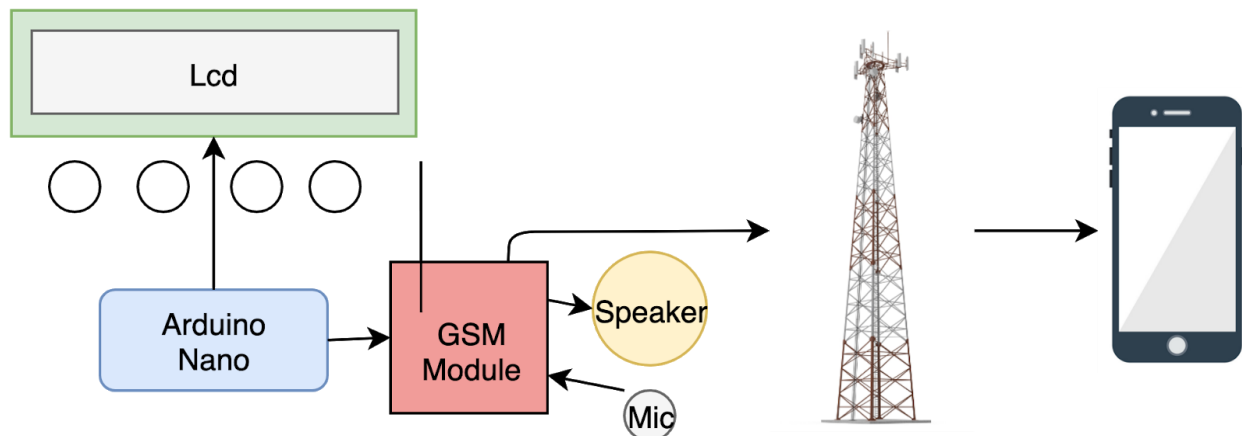 Lcd
Arduino
Nano
GSM
Module
Speaker
Mic